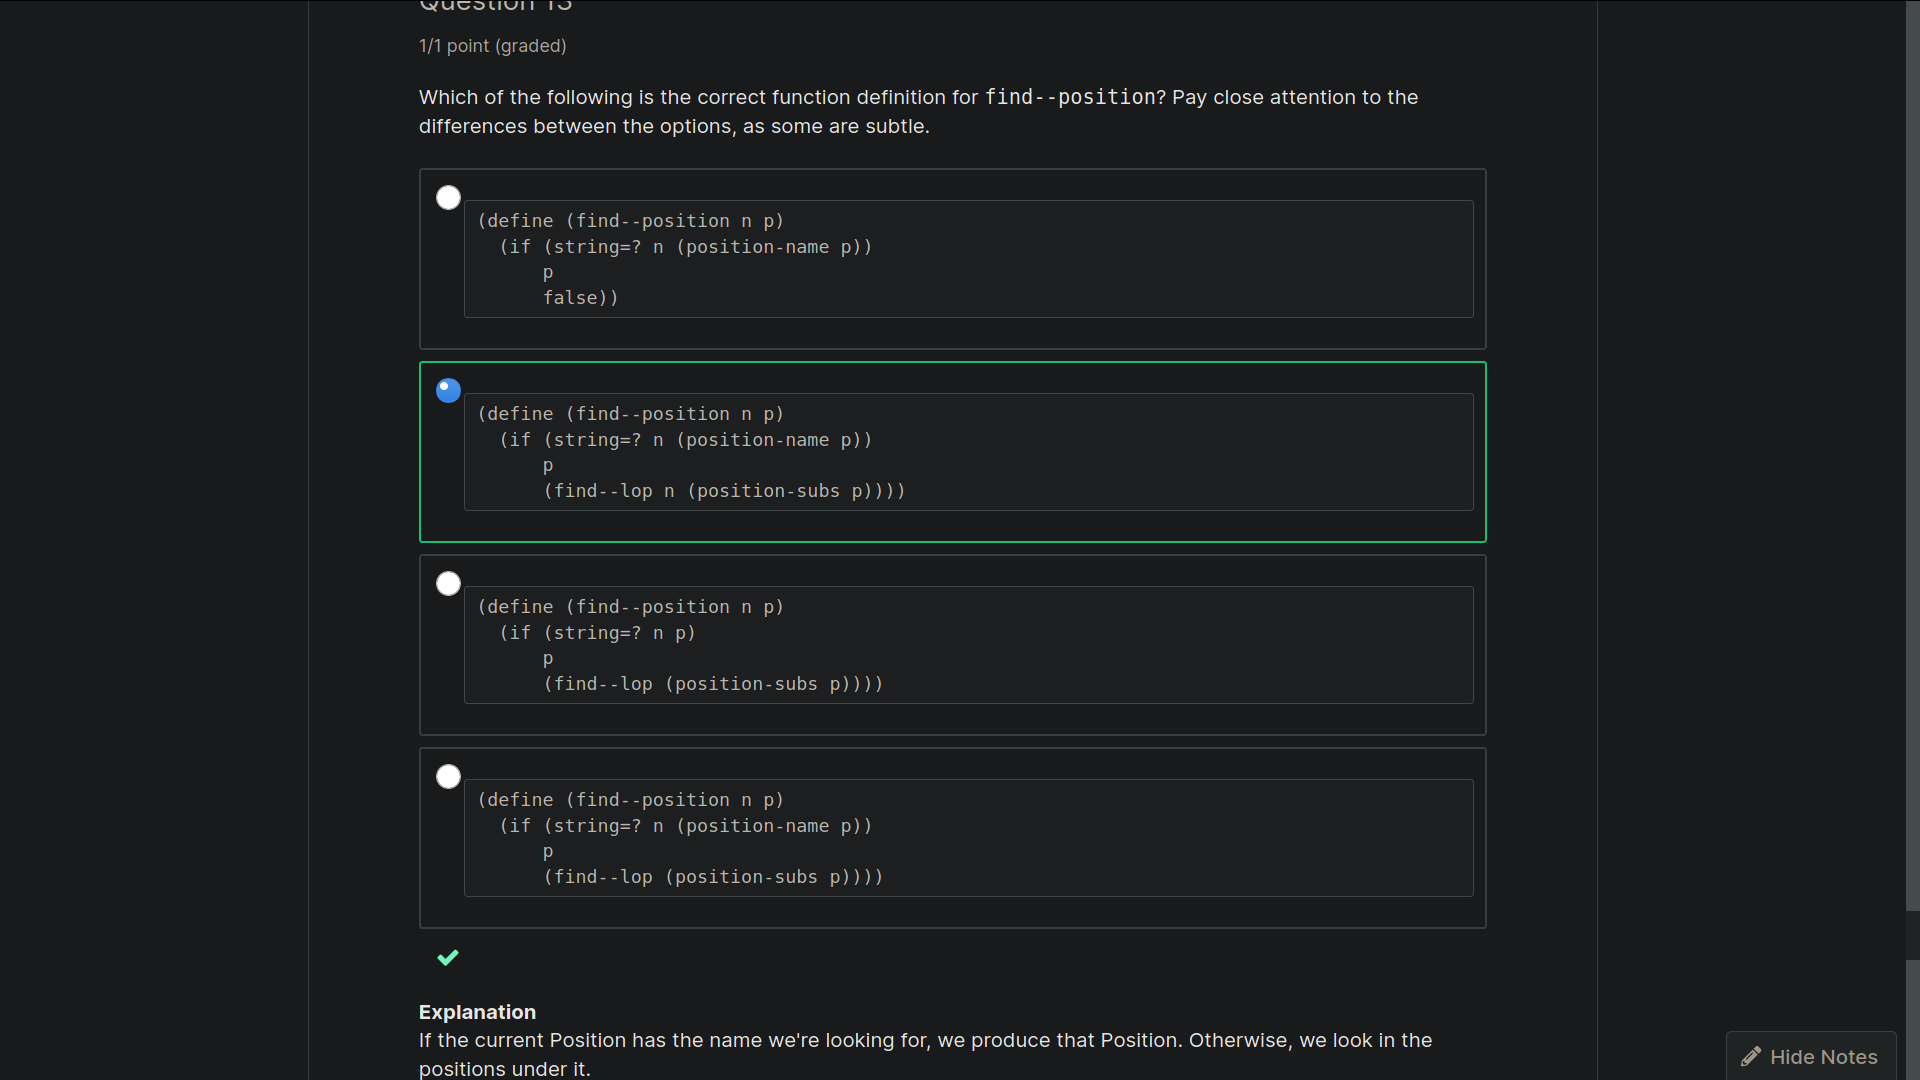 Question 13
1/1 point (graded)
Which of the following is the correct function definition for find--position? Pay close attention to the
differences between the options, as some are subtle.
(define (find--position n p)
  (if (string=? n (position-name p))
      p
      false))
(define (find--position n p)
  (if (string=? n (position-name p))
      p
      (find--lop n (position-subs p))))
(define (find--position n p)
  (if (string=? n p)
      p
      (find--lop (position-subs p))))
(define (find--position n p)
  (if (string=? n (position-name p))
      p
      (find--lop (position-subs p))))
Explanation
If the current Position has the name we're looking for, we produce that Position. Otherwise, we look in the
positions under it.
Hide Notes